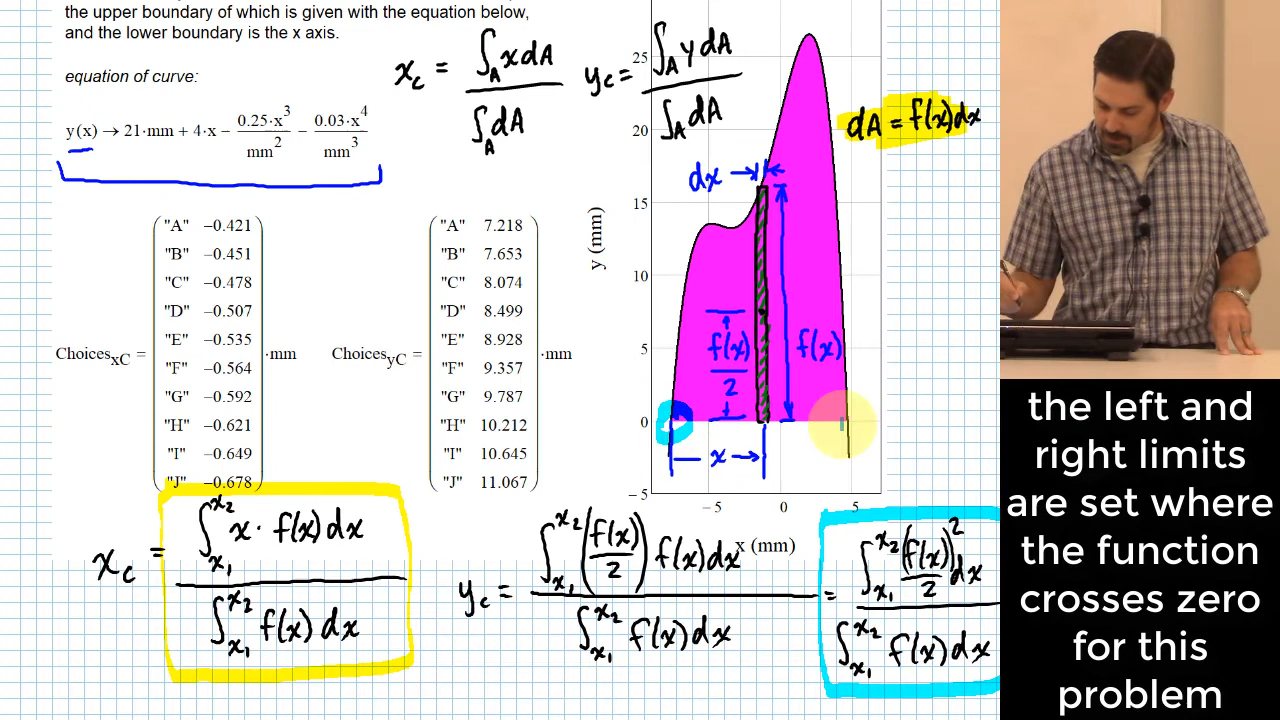 the upper boundary of which is given with the equation below,
and the lower boundary is the x axis.
equation of curve:
y(x) → 21·mm + 4·x − 0.25·x³/mm² − 0.03·x⁴/mm³
x_c = ∫_A x dA / ∫_A dA
y_c = ∫_A y dA / ∫_A dA
dA = f(x)dx
Choices_xC = ( "A" −0.421
"B" −0.451
"C" −0.478
"D" −0.507
"E" −0.535
"F" −0.564
"G" −0.592
"H" −0.621
"I" −0.649
"J" −0.678 ) ·mm
Choices_yC = ( "A" 7.218
"B" 7.653
"C" 8.074
"D" 8.499
"E" 8.928
"F" 9.357
"G" 9.787
"H" 10.212
"I" 10.645
"J" 11.067 ) ·mm
25
20
15
10
5
0
−5
y (mm)
dx
f(x)/2
f(x)
x
−5 0 5
x (mm)
x_c = ∫_x₁^x₂ x · f(x) dx / ∫_x₁^x₂ f(x) dx
y_c = ∫_x₁^x₂ (f(x)/2) f(x)dx / ∫_x₁^x₂ f(x)dx = ∫_x₁^x₂ (f(x))²/2 dx / ∫_x₁^x₂ f(x)dx
the left and
right limits
are set where
the function
crosses zero
for this
problem